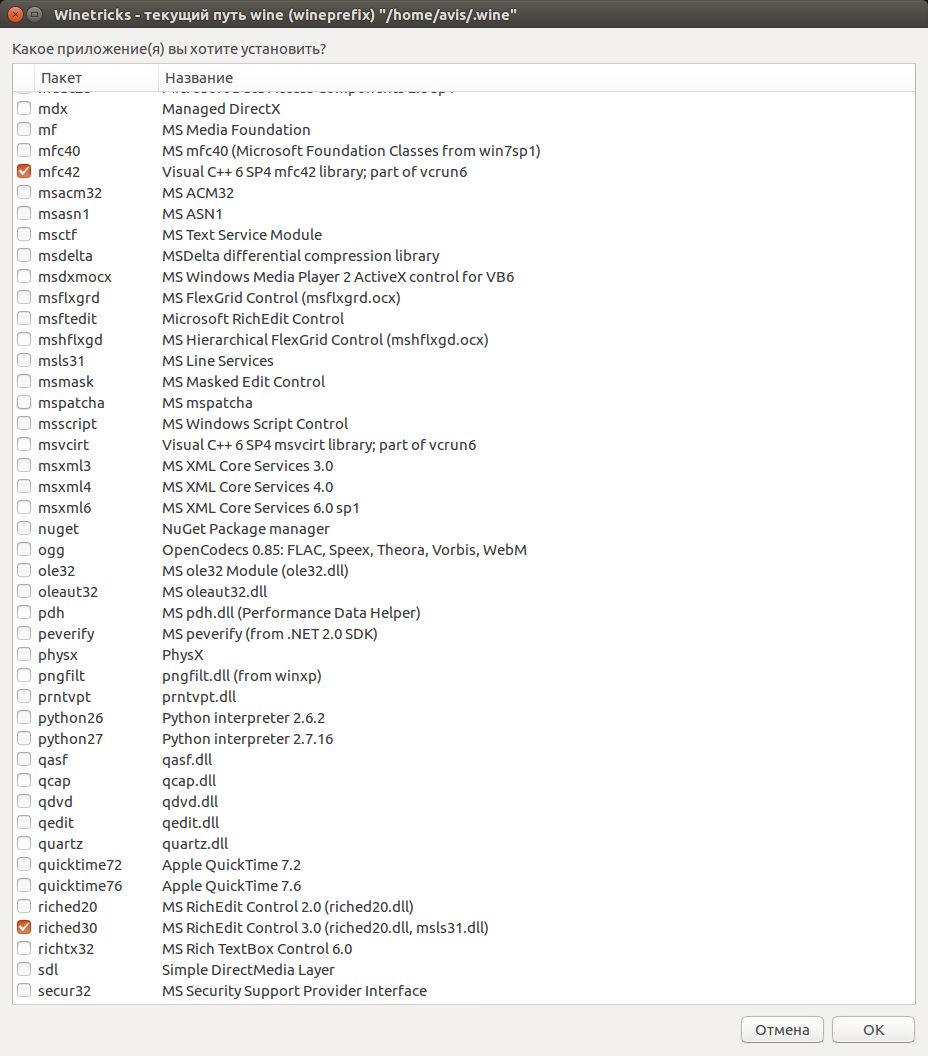 Winetricks - текущий путь wine (wineprefix) "/home/avis/.wine"
Какое приложение(я) вы хотите установить?
Пакет Название
mdx Managed DirectX
mf MS Media Foundation
mfc40 MS mfc40 (Microsoft Foundation Classes from win7sp1)
mfc42 Visual C++ 6 SP4 mfc42 library; part of vcrun6
msacm32 MS ACM32
msasn1 MS ASN1
msctf MS Text Service Module
msdelta MSDelta differential compression library
msdxmocx MS Windows Media Player 2 ActiveX control for VB6
msflxgrd MS FlexGrid Control (msflxgrd.ocx)
msftedit Microsoft RichEdit Control
mshflxgd MS Hierarchical FlexGrid Control (mshflxgd.ocx)
msls31 MS Line Services
msmask MS Masked Edit Control
mspatcha MS mspatcha
msscript MS Windows Script Control
msvcirt Visual C++ 6 SP4 msvcirt library; part of vcrun6
msxml3 MS XML Core Services 3.0
msxml4 MS XML Core Services 4.0
msxml6 MS XML Core Services 6.0 sp1
nuget NuGet Package manager
ogg OpenCodecs 0.85: FLAC, Speex, Theora, Vorbis, WebM
ole32 MS ole32 Module (ole32.dll)
oleaut32 MS oleaut32.dll
pdh MS pdh.dll (Performance Data Helper)
peverify MS peverify (from .NET 2.0 SDK)
physx PhysX
pngfilt pngfilt.dll (from winxp)
prntvpt prntvpt.dll
python26 Python interpreter 2.6.2
python27 Python interpreter 2.7.16
qasf qasf.dll
qcap qcap.dll
qdvd qdvd.dll
qedit qedit.dll
quartz quartz.dll
quicktime72 Apple QuickTime 7.2
quicktime76 Apple QuickTime 7.6
riched20 MS RichEdit Control 2.0 (riched20.dll)
riched30 MS RichEdit Control 3.0 (riched20.dll, msls31.dll)
richtx32 MS Rich TextBox Control 6.0
sdl Simple DirectMedia Layer
secur32 MS Security Support Provider Interface
Отмена OK